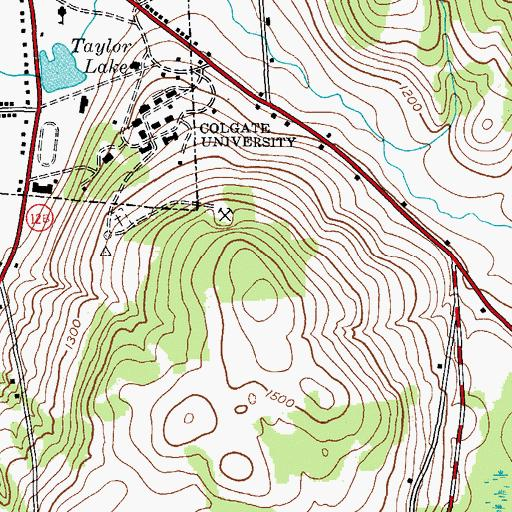 Taylor
Lake
1200
COLGATE
UNIVERSITY
12B
1300
1500